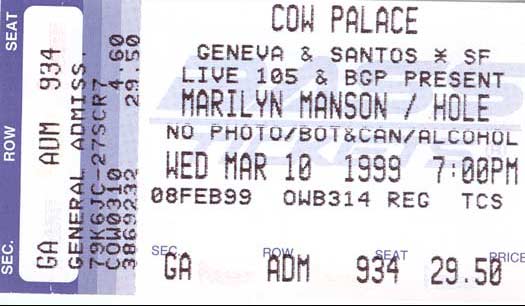 COW PALACE
GENEVA & SANTOS * SF
LIVE 105 & BGP PRESENT
MARILYN MANSON / HOLE
NO PHOTO/BOT&CAN/ALCOHOL
WED MAR 10 1999 7:00PM
08FEB99 OWB314 REG TCS
SEC. ROW SEAT PRICE
GA ADM 934 29.50
SEC. ROW SEAT
GA ADM 934
GENERAL ADMISS
79K6JC-27SCR7 4.60
COW0310 29.50
3869232